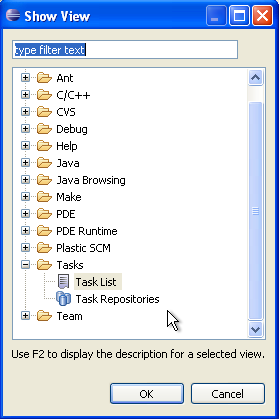 Show View
type filter text
Ant
C/C++
CVS
Debug
Help
Java
Java Browsing
Make
PDE
PDE Runtime
Plastic SCM
Tasks
Task List
Task Repositories
Team
Use F2 to display the description for a selected view.
OK
Cancel